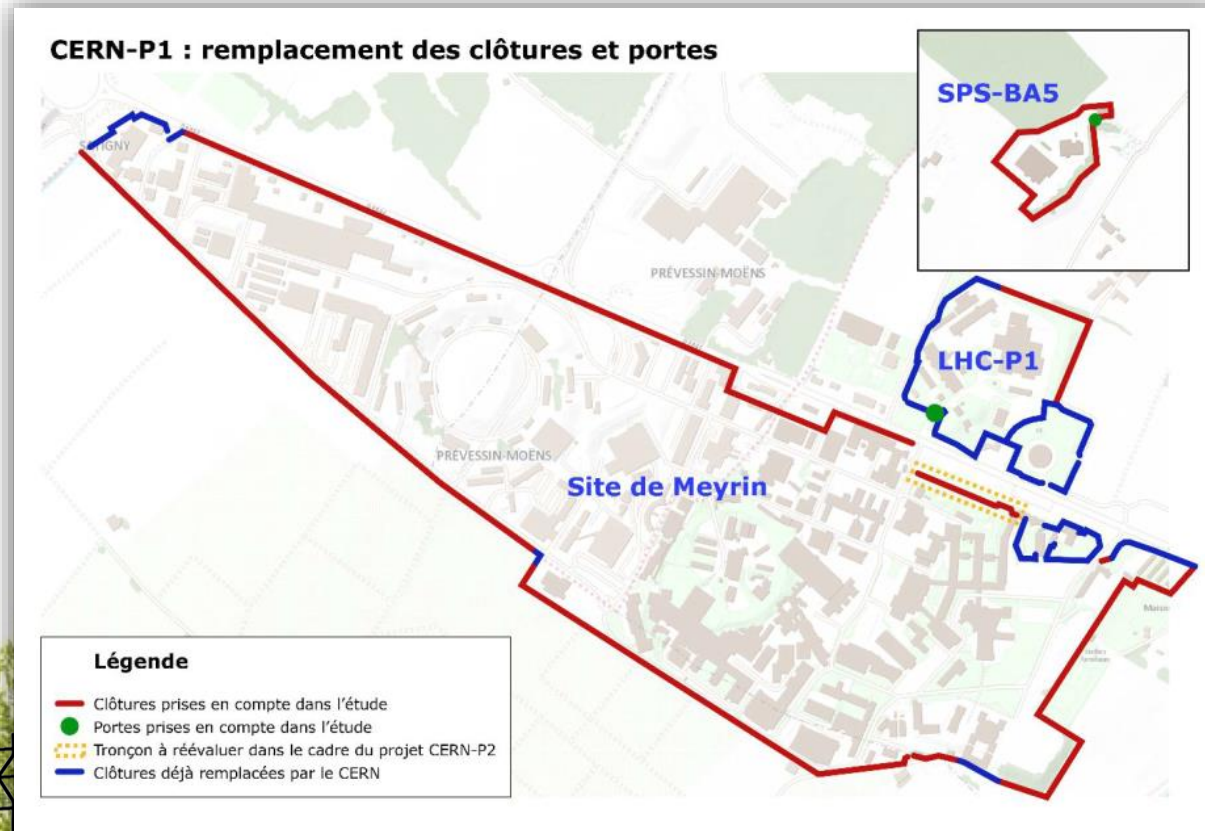 CERN-P1 : remplacement des clôtures et portes
SPS-BA5
SATIGNY
PRÉVESSIN-MOËNS
LHC-P1
PRÉVESSIN-MOËNS
Site de Meyrin
Légende
Clôtures prises en compte dans l'étude
Portes prises en compte dans l'étude
Tronçon à réévaluer dans le cadre du projet CERN-P2
Clôtures déjà remplacées par le CERN